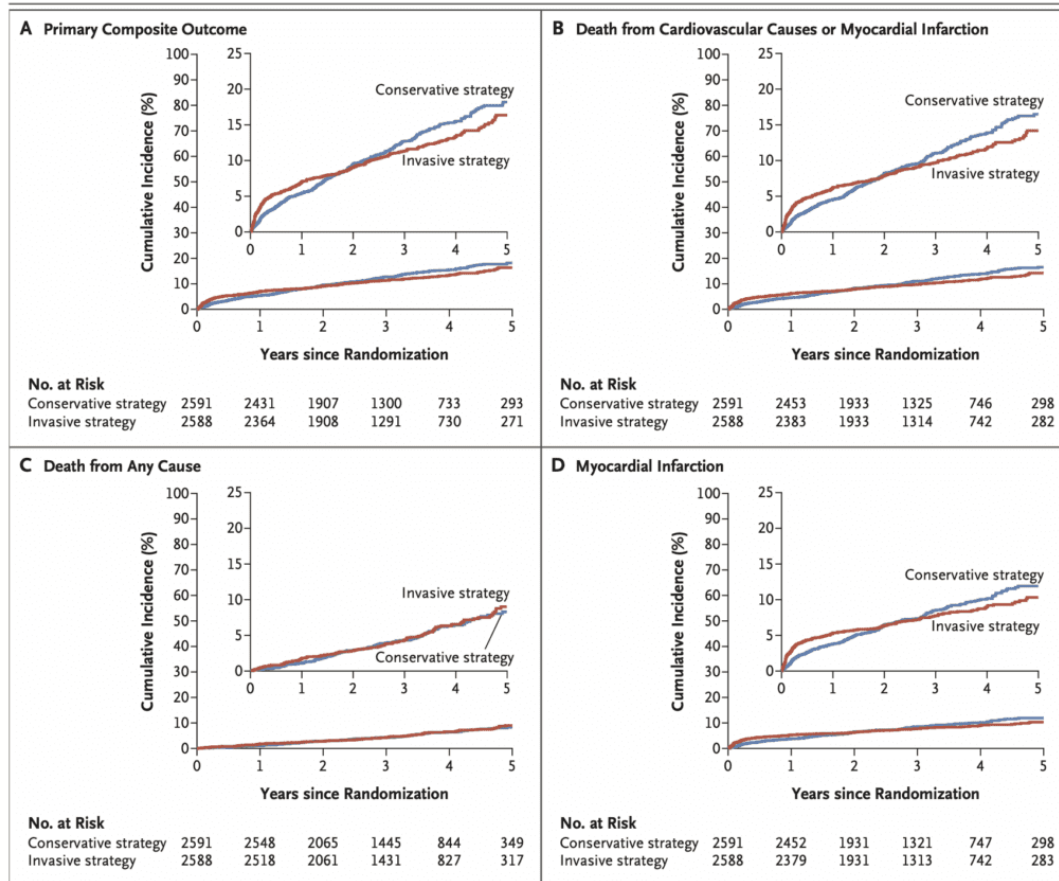 A Primary Composite Outcome
Cumulative Incidence (%)
100
90
80
70
60
50
40
30
20
10
0
25
20
15
10
5
0
Conservative strategy
Invasive strategy
0 1 2 3 4 5
0 1 2 3 4 5
Years since Randomization
No. at Risk
Conservative strategy 2591 2431 1907 1300 733 293
Invasive strategy 2588 2364 1908 1291 730 271
B Death from Cardiovascular Causes or Myocardial Infarction
Cumulative Incidence (%)
100
90
80
70
60
50
40
30
20
10
0
25
20
15
10
5
0
Conservative strategy
Invasive strategy
0 1 2 3 4 5
0 1 2 3 4 5
Years since Randomization
No. at Risk
Conservative strategy 2591 2453 1933 1325 746 298
Invasive strategy 2588 2383 1933 1314 742 282
C Death from Any Cause
Cumulative Incidence (%)
100
90
80
70
60
50
40
30
20
10
0
25
20
15
10
5
0
Invasive strategy
Conservative strategy
0 1 2 3 4 5
0 1 2 3 4 5
Years since Randomization
No. at Risk
Conservative strategy 2591 2548 2065 1445 844 349
Invasive strategy 2588 2518 2061 1431 827 317
D Myocardial Infarction
Cumulative Incidence (%)
100
90
80
70
60
50
40
30
20
10
0
25
20
15
10
5
0
Conservative strategy
Invasive strategy
0 1 2 3 4 5
0 1 2 3 4 5
Years since Randomization
No. at Risk
Conservative strategy 2591 2452 1931 1321 747 298
Invasive strategy 2588 2379 1931 1313 742 283